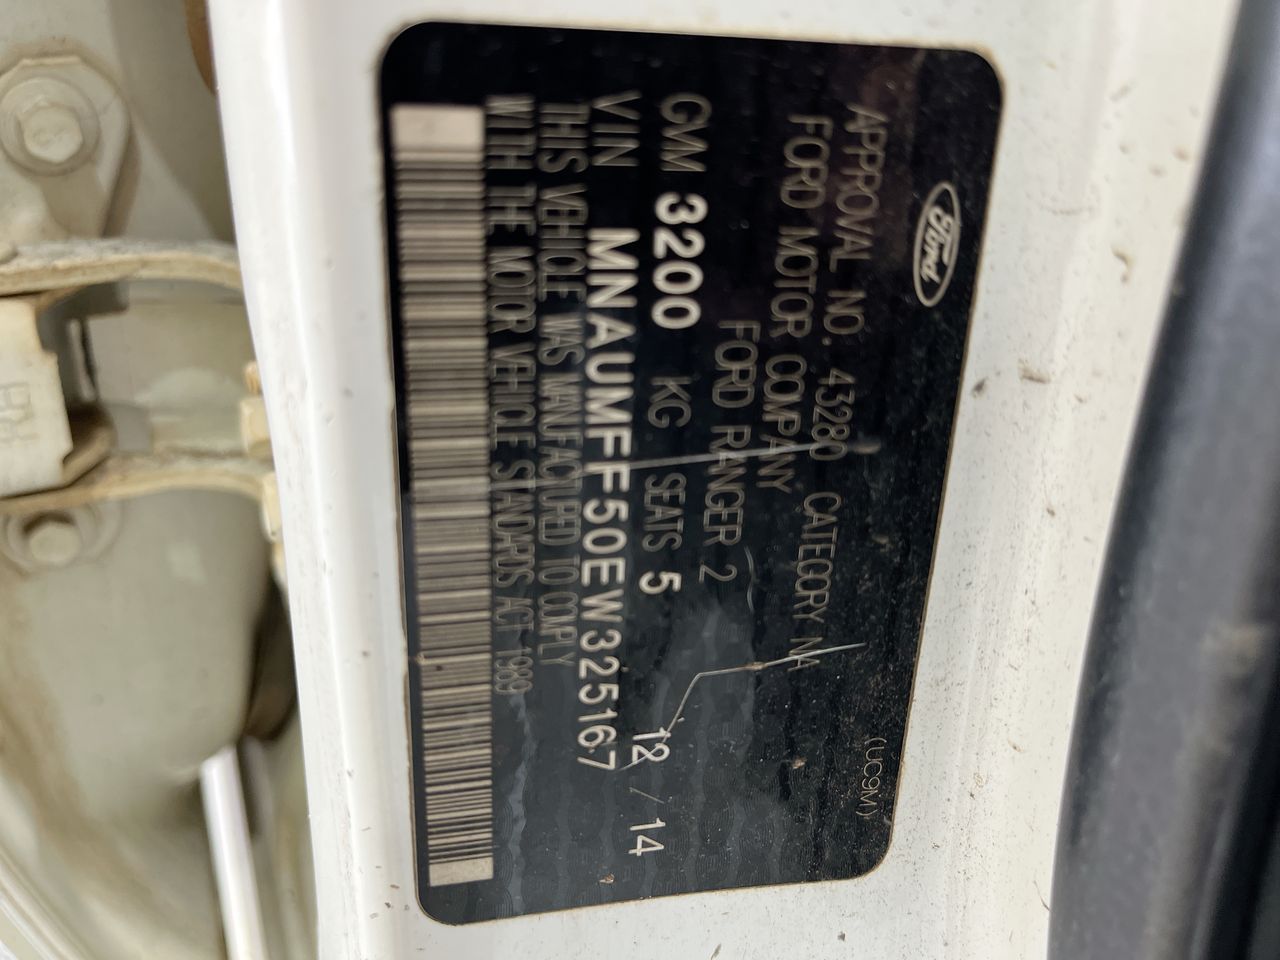 Ford
(UC9M)
APPROVAL NO. 43280 CATEGORY NA
FORD MOTOR COMPANY
FORD RANGER 2
GVM 3200 KG SEATS 5 12 / 14
VIN MNAUMFF50EW325167
THIS VEHICLE WAS MANUFACTURED TO COMPLY
WITH THE MOTOR VEHICLE STANDARDS ACT 1989